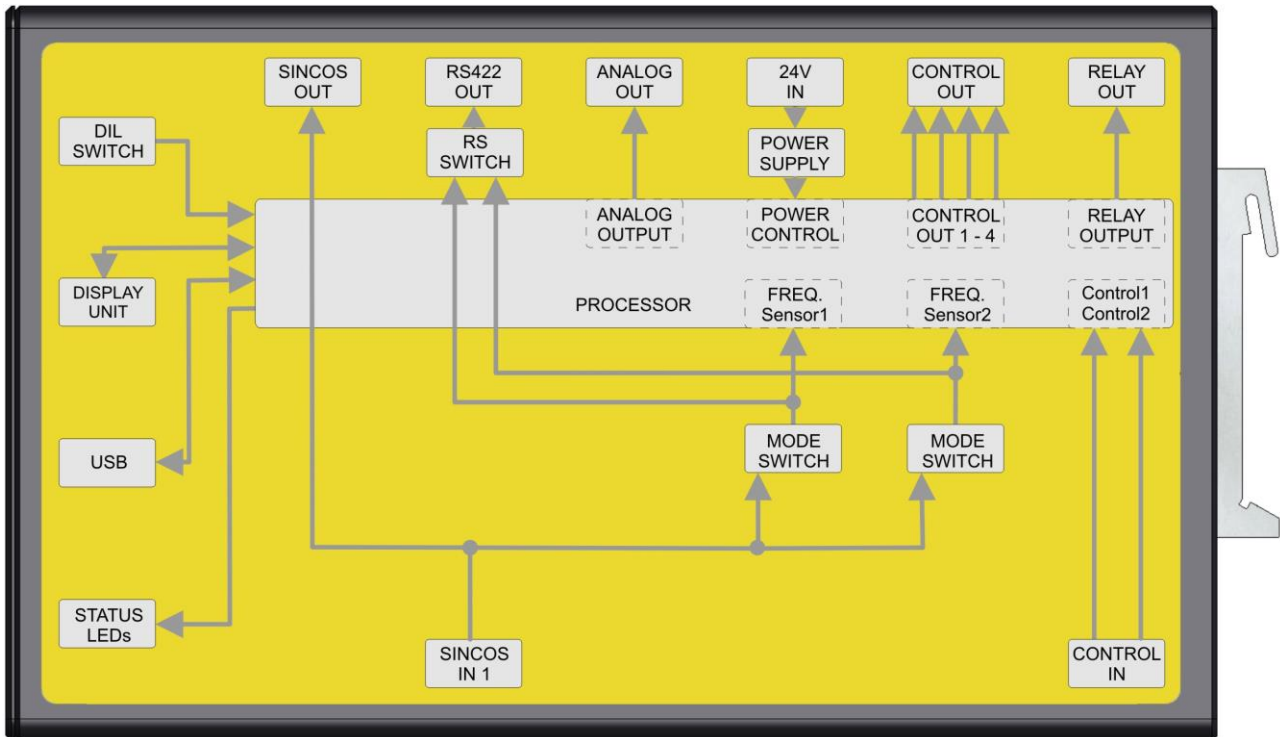 SINCOS
OUT
RS422
OUT
ANALOG
OUT
24V
IN
CONTROL
OUT
RELAY
OUT
DIL
SWITCH
RS
SWITCH
POWER
SUPPLY
ANALOG
OUTPUT
POWER
CONTROL
CONTROL
OUT 1 - 4
RELAY
OUTPUT
DISPLAY
UNIT
PROCESSOR
FREQ.
Sensor1
FREQ.
Sensor2
Control1
Control2
USB
MODE
SWITCH
MODE
SWITCH
STATUS
LEDs
SINCOS
IN 1
CONTROL
IN